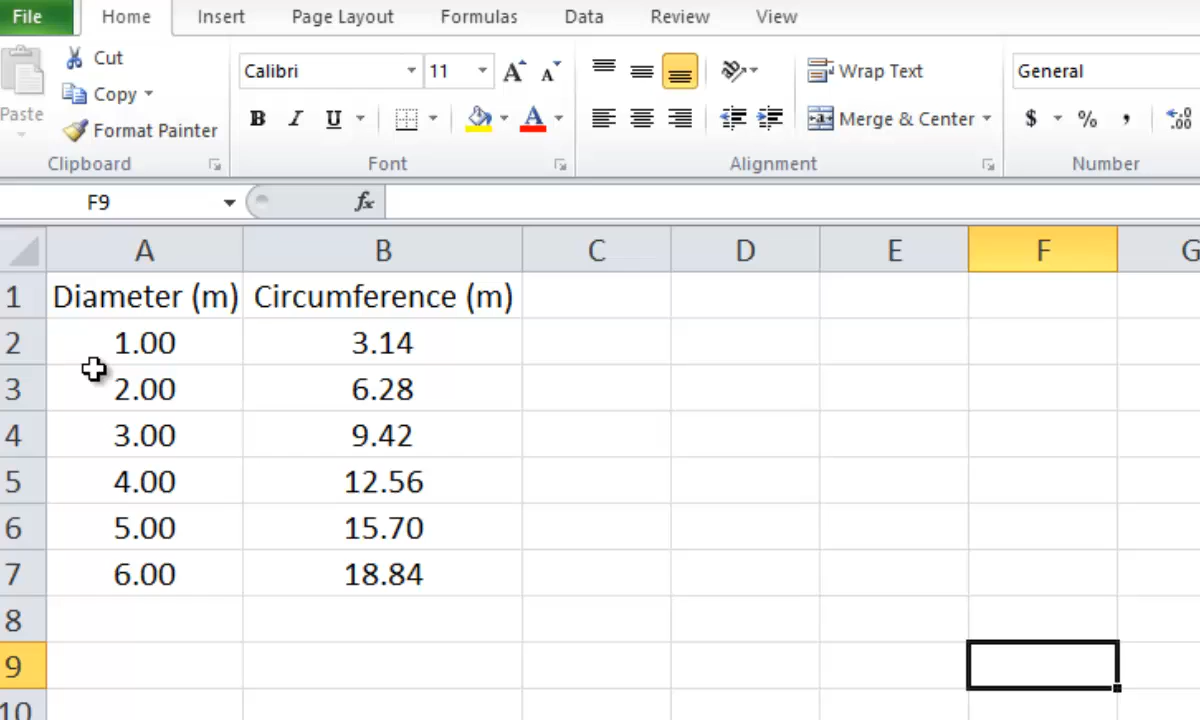 File Home Insert Page Layout Formulas Data Review View
Cut
Calibri 11 A A Wrap Text General
Paste Copy
B I U A Merge & Center $ % , .00
Format Painter
Clipboard Font Alignment Number
F9 fx
A B C D E F G
1 Diameter (m) Circumference (m)
2 1.00 3.14
3 2.00 6.28
4 3.00 9.42
5 4.00 12.56
6 5.00 15.70
7 6.00 18.84
8
9
10